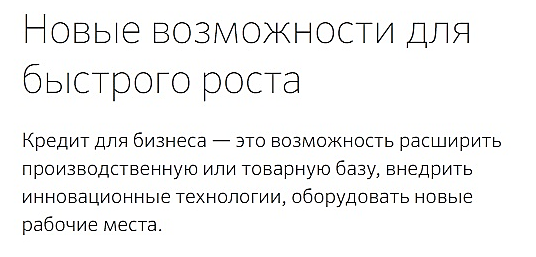 Новые возможности для
быстрого роста
Кредит для бизнеса — это возможность расширить
производственную или товарную базу, внедрить
инновационные технологии, оборудовать новые
рабочие места.